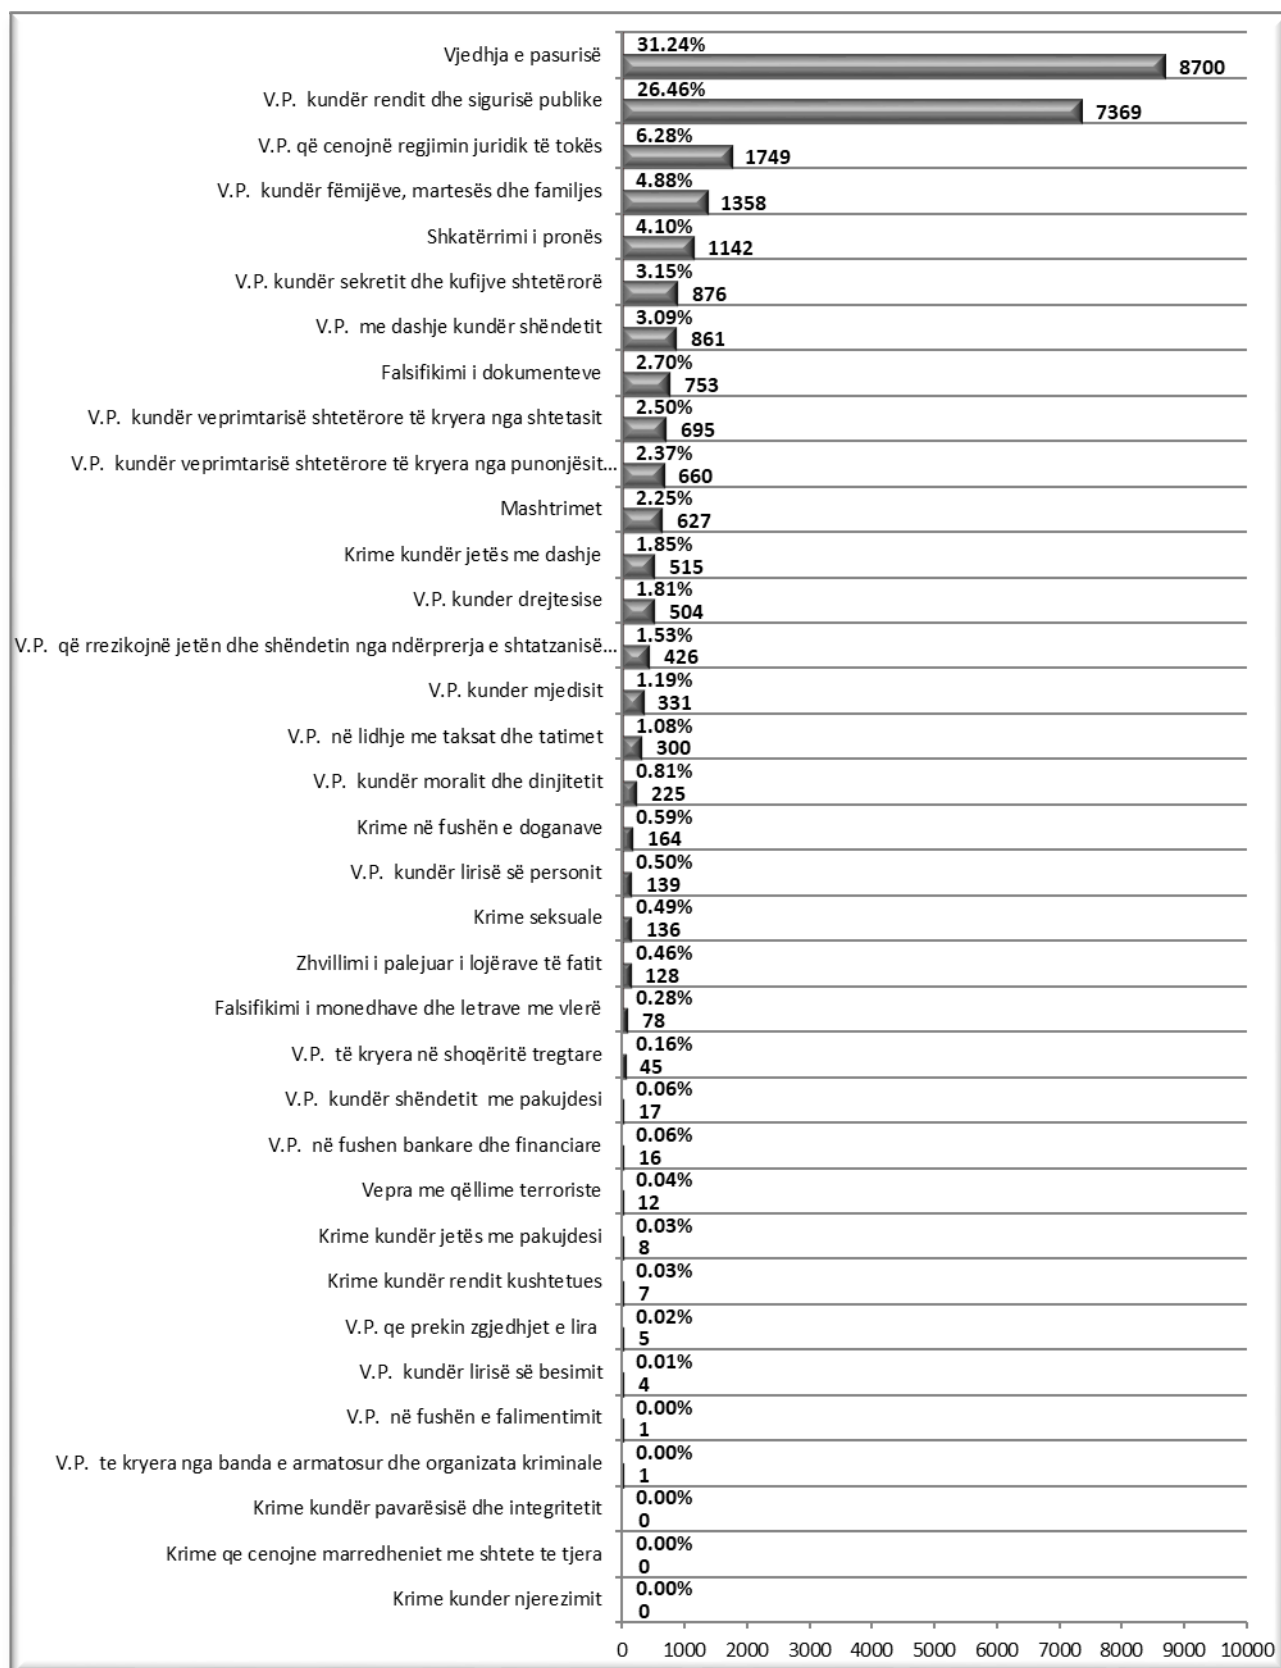 Vjedhja e pasurisë 31.24% 8700
V.P. kundër rendit dhe sigurisë publike 26.46% 7369
V.P. që cenojnë regjimin juridik të tokës 6.28% 1749
V.P. kundër fëmijëve, martesës dhe familjes 4.88% 1358
Shkatërrimi i pronës 4.10% 1142
V.P. kundër sekretit dhe kufijve shtetërorë 3.15% 876
V.P. me dashje kundër shëndetit 3.09% 861
Falsifikimi i dokumenteve 2.70% 753
V.P. kundër veprimtarisë shtetërore të kryera nga shtetasit 2.50% 695
V.P. kundër veprimtarisë shtetërore të kryera nga punonjësit... 2.37% 660
Mashtrimet 2.25% 627
Krime kundër jetës me dashje 1.85% 515
V.P. kunder drejtesise 1.81% 504
V.P. që rrezikojnë jetën dhe shëndetin nga ndërprerja e shtatzanisë... 1.53% 426
V.P. kunder mjedisit 1.19% 331
V.P. në lidhje me taksat dhe tatimet 1.08% 300
V.P. kundër moralit dhe dinjitetit 0.81% 225
Krime në fushën e doganave 0.59% 164
V.P. kundër lirisë së personit 0.50% 139
Krime seksuale 0.49% 136
Zhvillimi i palejuar i lojërave të fatit 0.46% 128
Falsifikimi i monedhave dhe letrave me vlerë 0.28% 78
V.P. të kryera në shoqëritë tregtare 0.16% 45
V.P. kundër shëndetit me pakujdesi 0.06% 17
V.P. në fushen bankare dhe financiare 0.06% 16
Vepra me qëllime terroriste 0.04% 12
Krime kundër jetës me pakujdesi 0.03% 8
Krime kundër rendit kushtetues 0.03% 7
V.P. qe prekin zgjedhjet e lira 0.02% 5
V.P. kundër lirisë së besimit 0.01% 4
V.P. në fushën e falimentimit 0.00% 1
V.P. te kryera nga banda e armatosur dhe organizata kriminale 0.00% 1
Krime kundër pavarësisë dhe integritetit 0.00% 0
Krime qe cenojne marredheniet me shtete te tjera 0.00% 0
Krime kunder njerezimit 0.00% 0
0 1000 2000 3000 4000 5000 6000 7000 8000 9000 10000